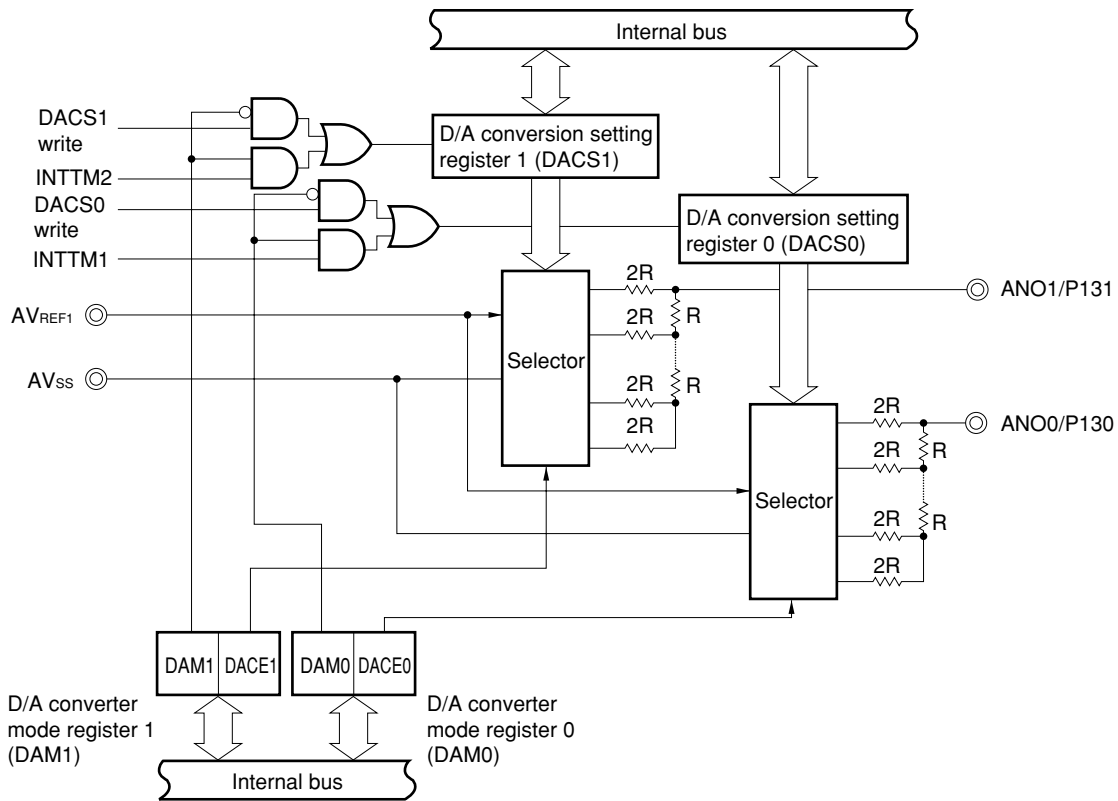 Internal bus
DACS1
write
INTTM2
DACS0
write
INTTM1
D/A conversion setting
register 1 (DACS1)
D/A conversion setting
register 0 (DACS0)
AVREF1
AVSS
Selector
2R
2R
R
2R
R
2R
ANO1/P131
Selector
2R
2R
R
2R
R
2R
ANO0/P130
DAM1
DACE1
DAM0
DACE0
D/A converter
mode register 1
(DAM1)
D/A converter
mode register 0
(DAM0)
Internal bus